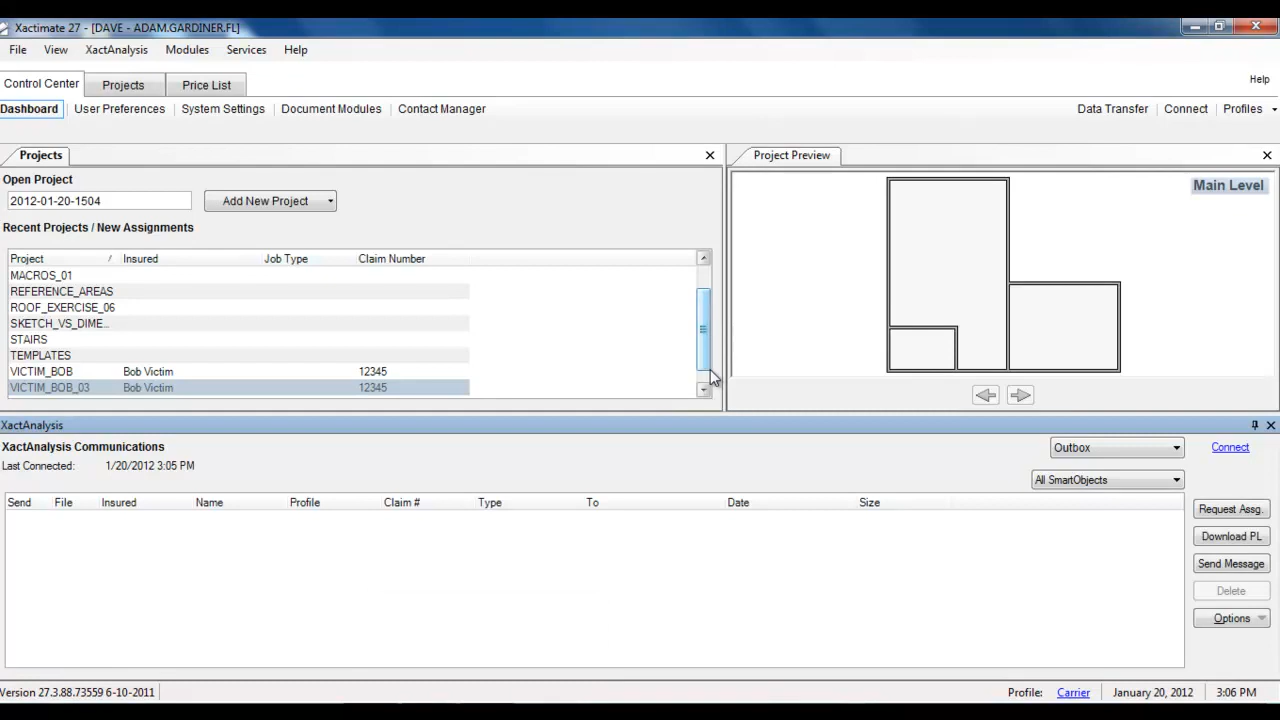 Xactimate 27 - [DAVE - ADAM.GARDINER.FL]
File View XactAnalysis Modules Services Help
Control Center Projects Price List Help
Dashboard User Preferences System Settings Document Modules Contact Manager Data Transfer Connect Profiles
Projects
Open Project
2012-01-20-1504 Add New Project
Recent Projects / New Assignments
Project / Insured Job Type Claim Number
MACROS_01
REFERENCE_AREAS
ROOF_EXERCISE_06
SKETCH_VS_DIME...
STAIRS
TEMPLATES
VICTIM_BOB Bob Victim 12345
VICTIM_BOB_03 Bob Victim 12345
Project Preview
Main Level
XactAnalysis
XactAnalysis Communications Outbox Connect
Last Connected: 1/20/2012 3:05 PM
All SmartObjects
Send File Insured Name Profile Claim # Type To Date Size
Request Assg.
Download PL
Send Message
Delete
Options
Version 27.3.88.73559 6-10-2011 Profile: Carrier January 20, 2012 3:06 PM